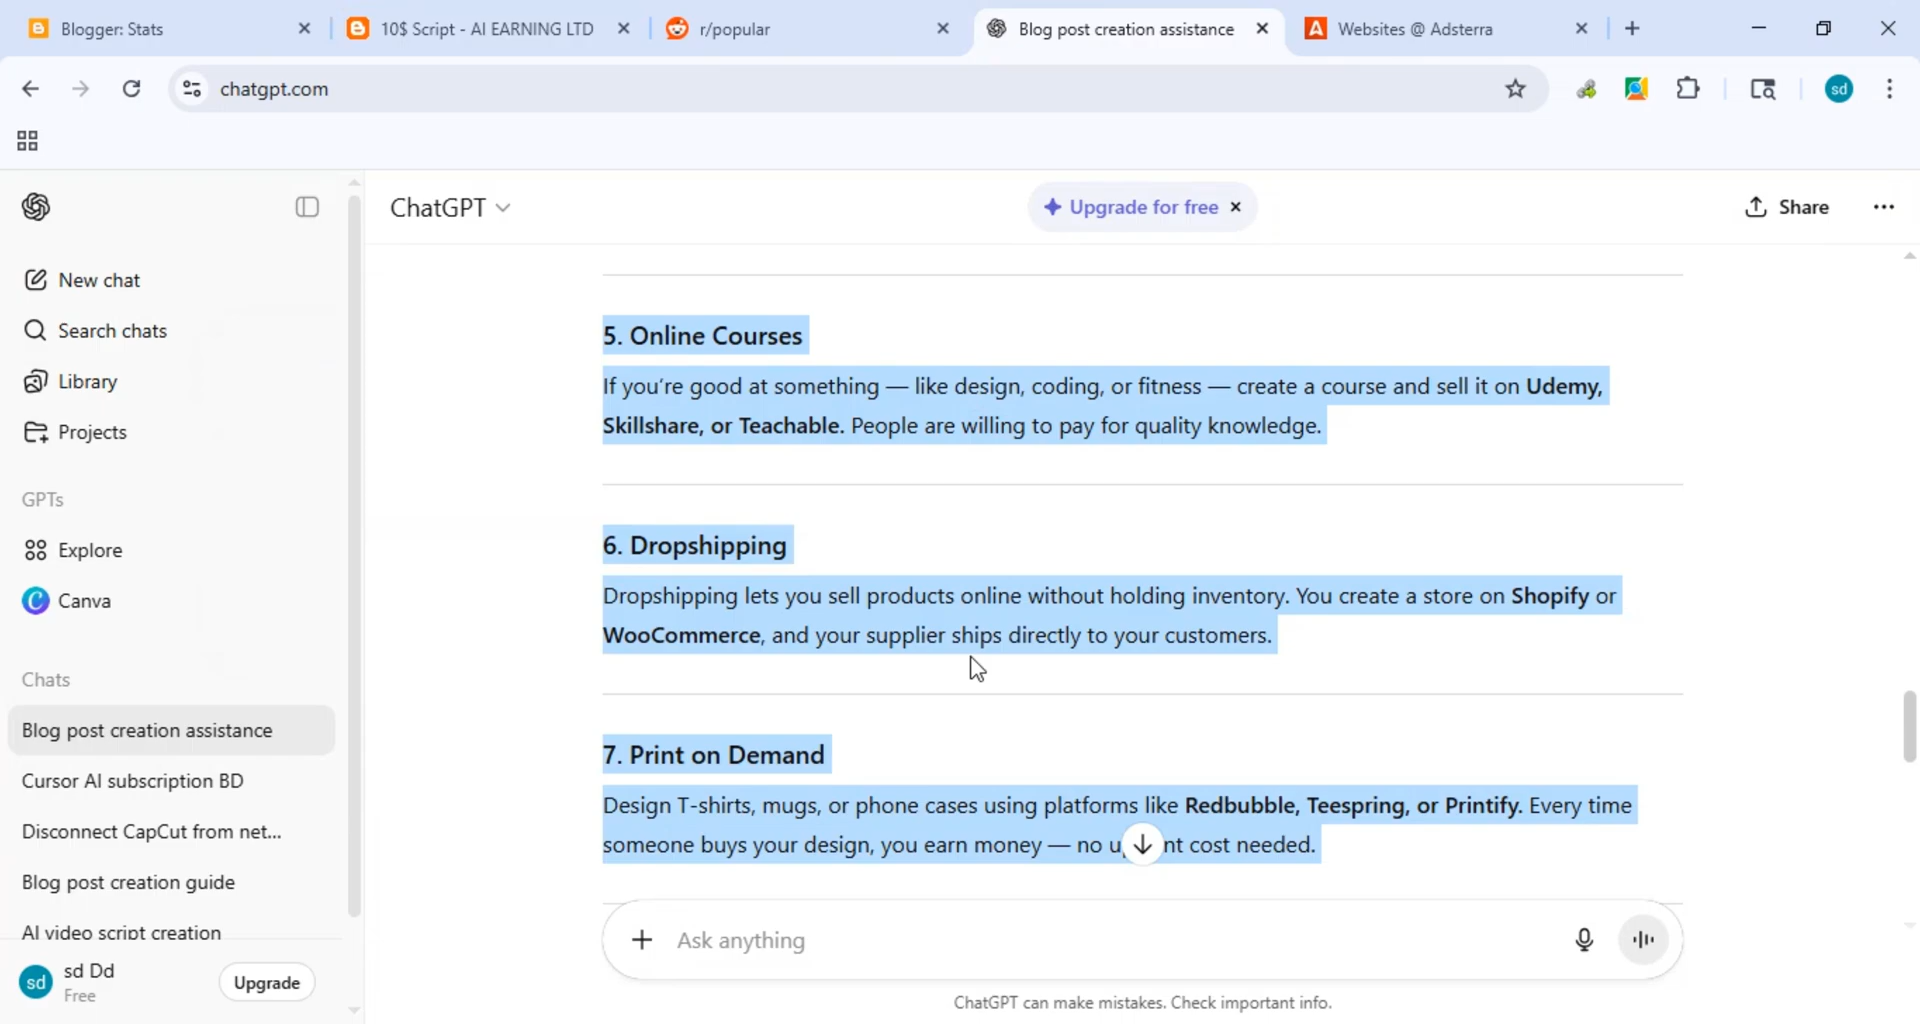 Blogger: Stats
10$ Script - AI EARNING LTD
r/popular
Blog post creation assistance
Websites @ Adsterra
chatgpt.com
sd
ChatGPT
Upgrade for free
Share
New chat
Search chats
Library
Projects
GPTs
Explore
Canva
Chats
Blog post creation assistance
Cursor AI subscription BD
Disconnect CapCut from net...
Blog post creation guide
AI video script creation
sd
sd Dd
Free
Upgrade
5. Online Courses
If you’re good at something — like design, coding, or fitness — create a course and sell it on Udemy,
Skillshare, or Teachable. People are willing to pay for quality knowledge.
6. Dropshipping
Dropshipping lets you sell products online without holding inventory. You create a store on Shopify or
WooCommerce, and your supplier ships directly to your customers.
7. Print on Demand
Design T-shirts, mugs, or phone cases using platforms like Redbubble, Teespring, or Printify. Every time
someone buys your design, you earn money — no cost needed.
Ask anything
ChatGPT can make mistakes. Check important info.